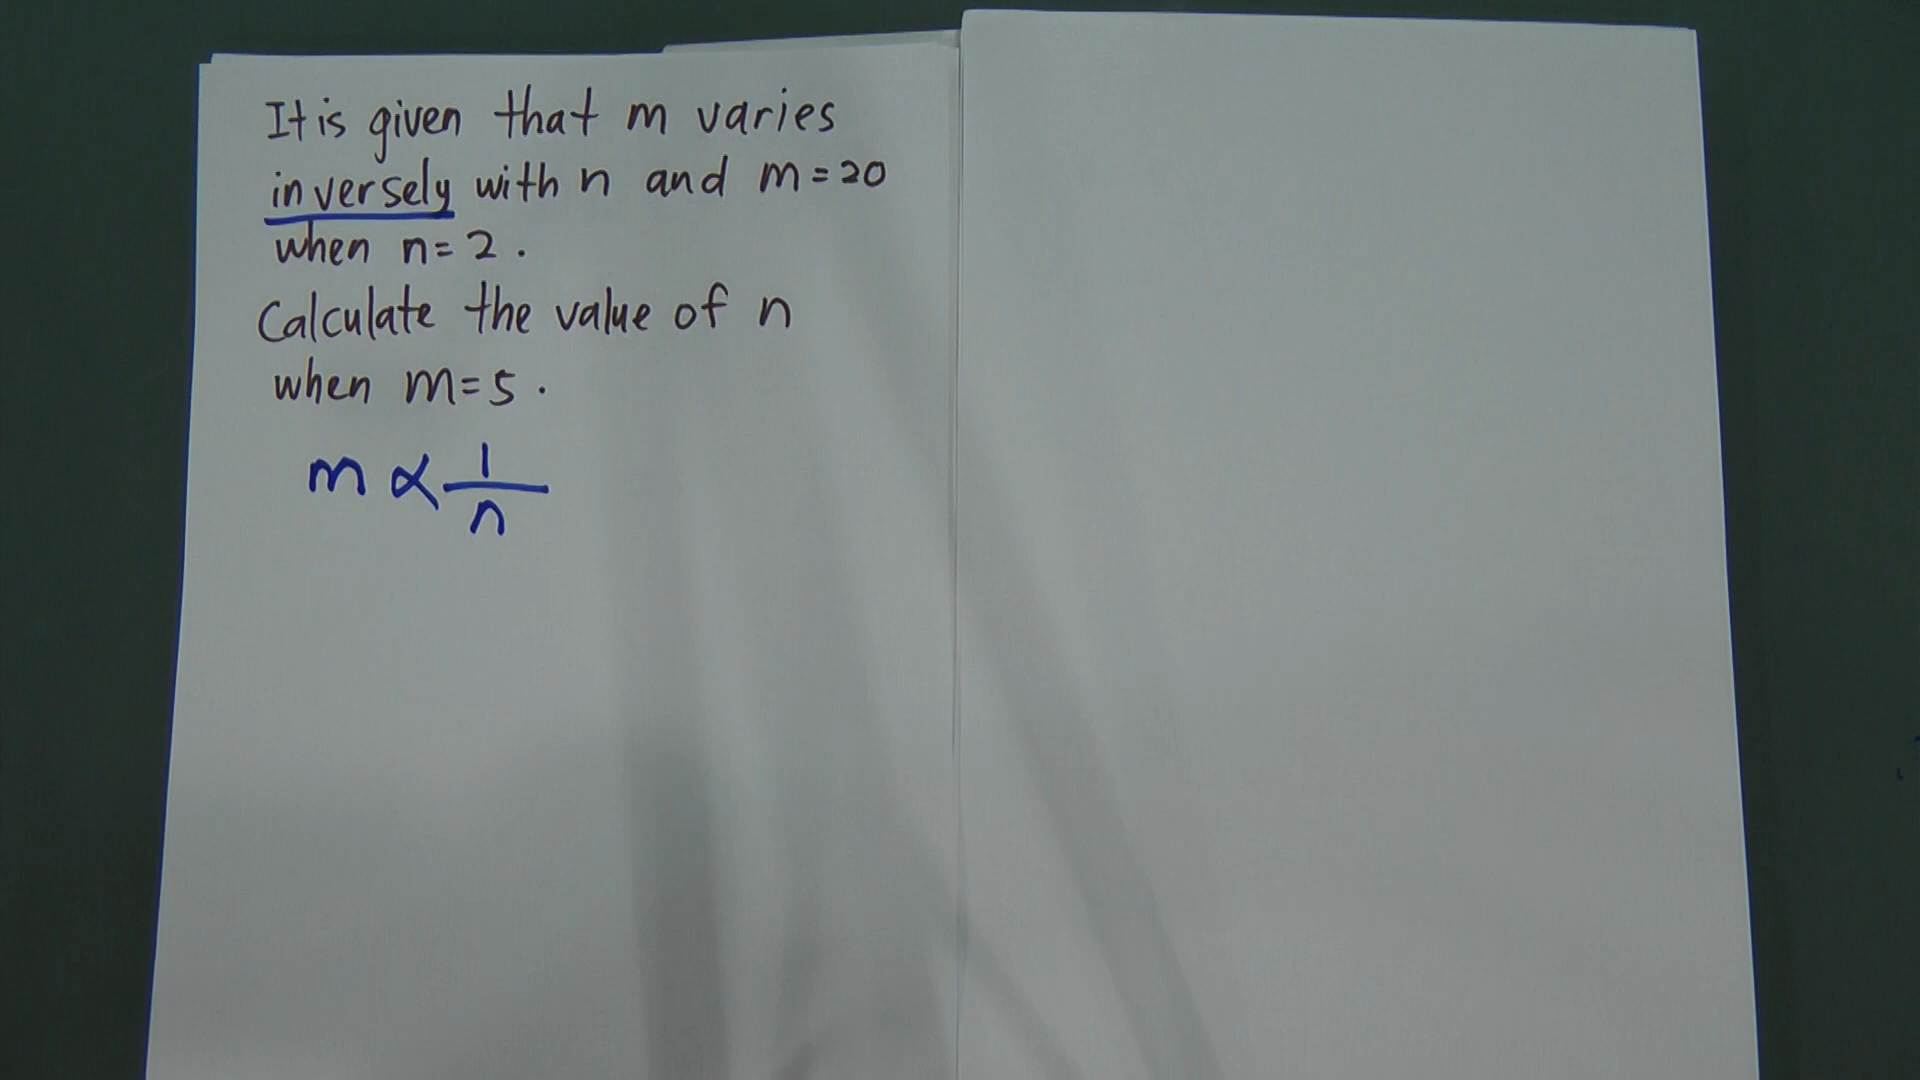 It is given that m varies
inversely with n and m = 20
when n = 2 .
Calculate the value of n
when m = 5 .
m ∝ 1/n